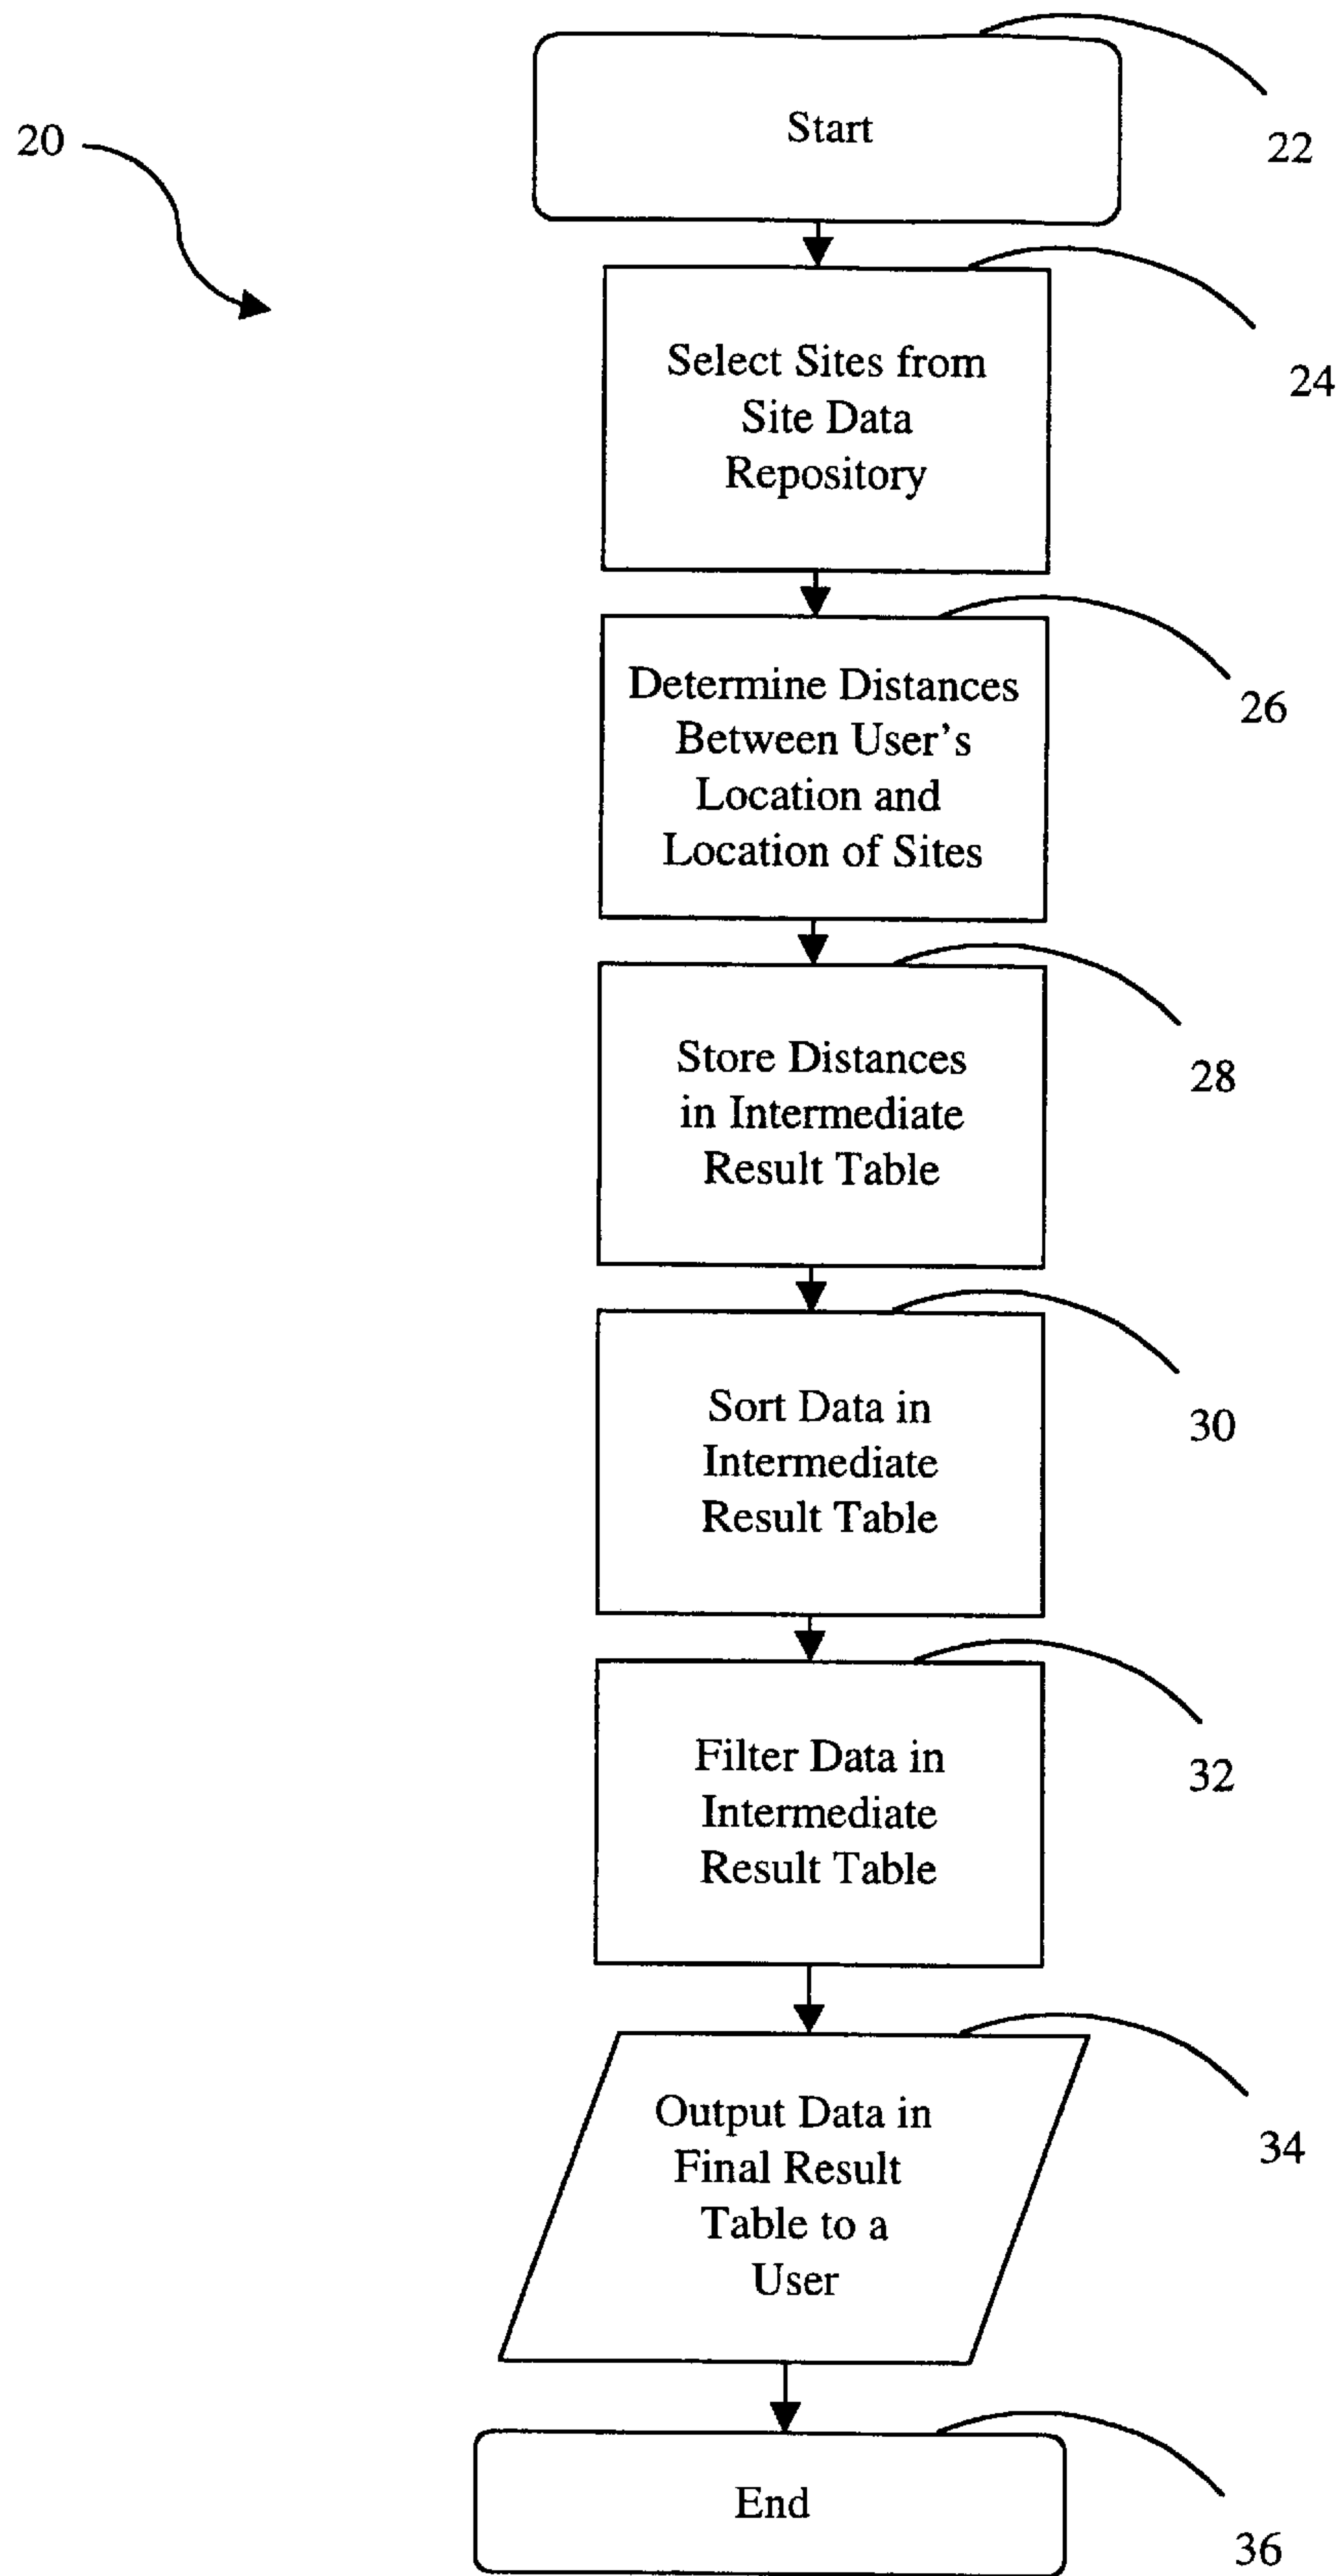 20
Start
22
Select Sites from
Site Data
Repository
24
Determine Distances
Between User's
Location and
Location of Sites
26
Store Distances
in Intermediate
Result Table
28
Sort Data in
Intermediate
Result Table
30
Filter Data in
Intermediate
Result Table
32
Output Data in
Final Result
Table to a
User
34
End
36